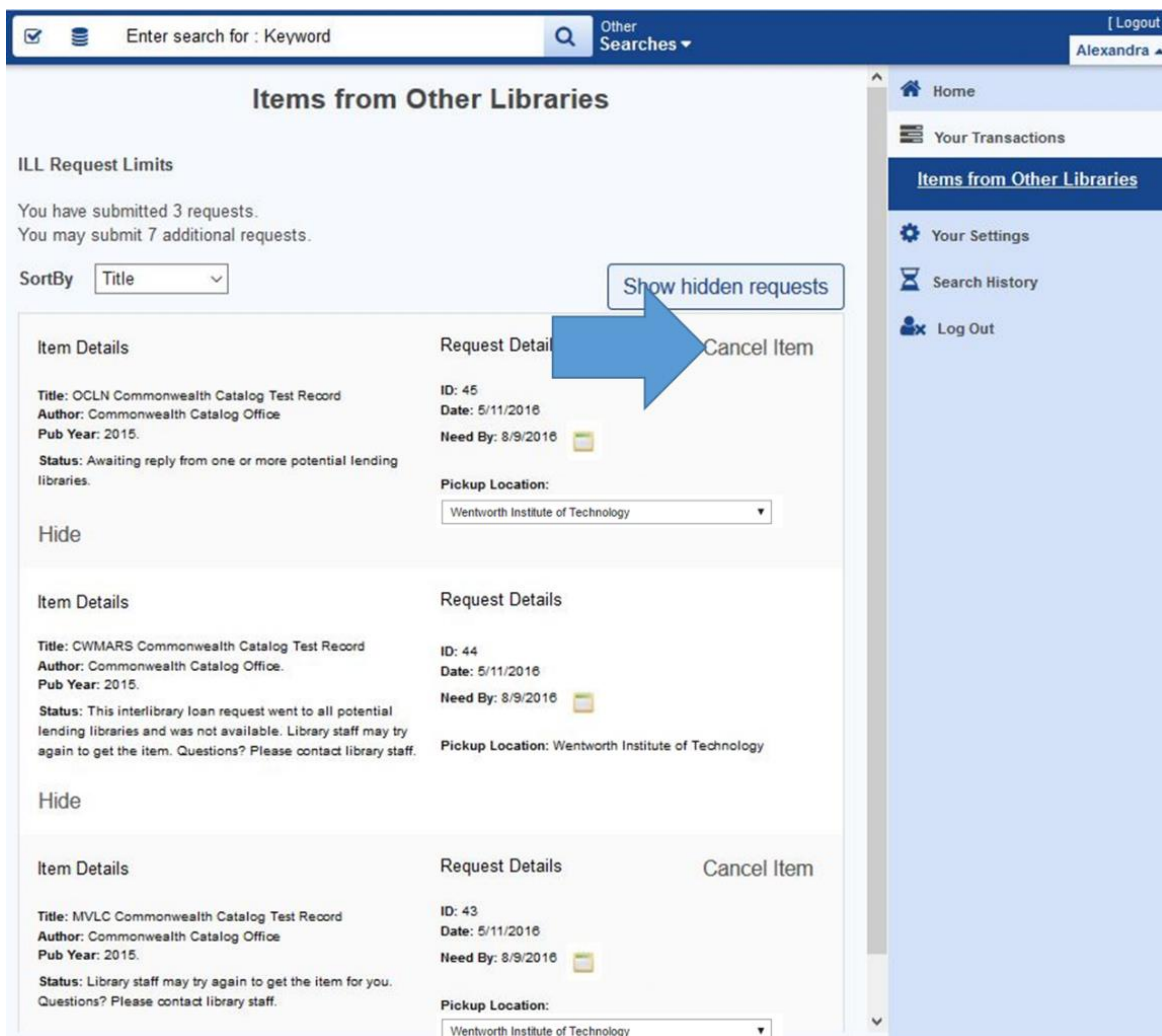 Enter search for : Keyword
Other
Searches
[ Logout
Alexandra
Items from Other Libraries
ILL Request Limits
You have submitted 3 requests.
You may submit 7 additional requests.
SortBy Title
Show hidden requests
Item Details
Title: OCLN Commonwealth Catalog Test Record
Author: Commonwealth Catalog Office
Pub Year: 2015.
Status: Awaiting reply from one or more potential lending
libraries.
Hide
Request Detail
Cancel Item
ID: 45
Date: 5/11/2016
Need By: 8/9/2016
Pickup Location:
Wentworth Institute of Technology
Item Details
Title: CWMARS Commonwealth Catalog Test Record
Author: Commonwealth Catalog Office.
Pub Year: 2015.
Status: This interlibrary loan request went to all potential
lending libraries and was not available. Library staff may try
again to get the item. Questions? Please contact library staff.
Hide
Request Details
ID: 44
Date: 5/11/2016
Need By: 8/9/2016
Pickup Location: Wentworth Institute of Technology
Item Details
Title: MVLC Commonwealth Catalog Test Record
Author: Commonwealth Catalog Office
Pub Year: 2015.
Status: Library staff may try again to get the item for you.
Questions? Please contact library staff.
Request Details
Cancel Item
ID: 43
Date: 5/11/2016
Need By: 8/9/2016
Pickup Location:
Wentworth Institute of Technology
Home
Your Transactions
Items from Other Libraries
Your Settings
Search History
Log Out